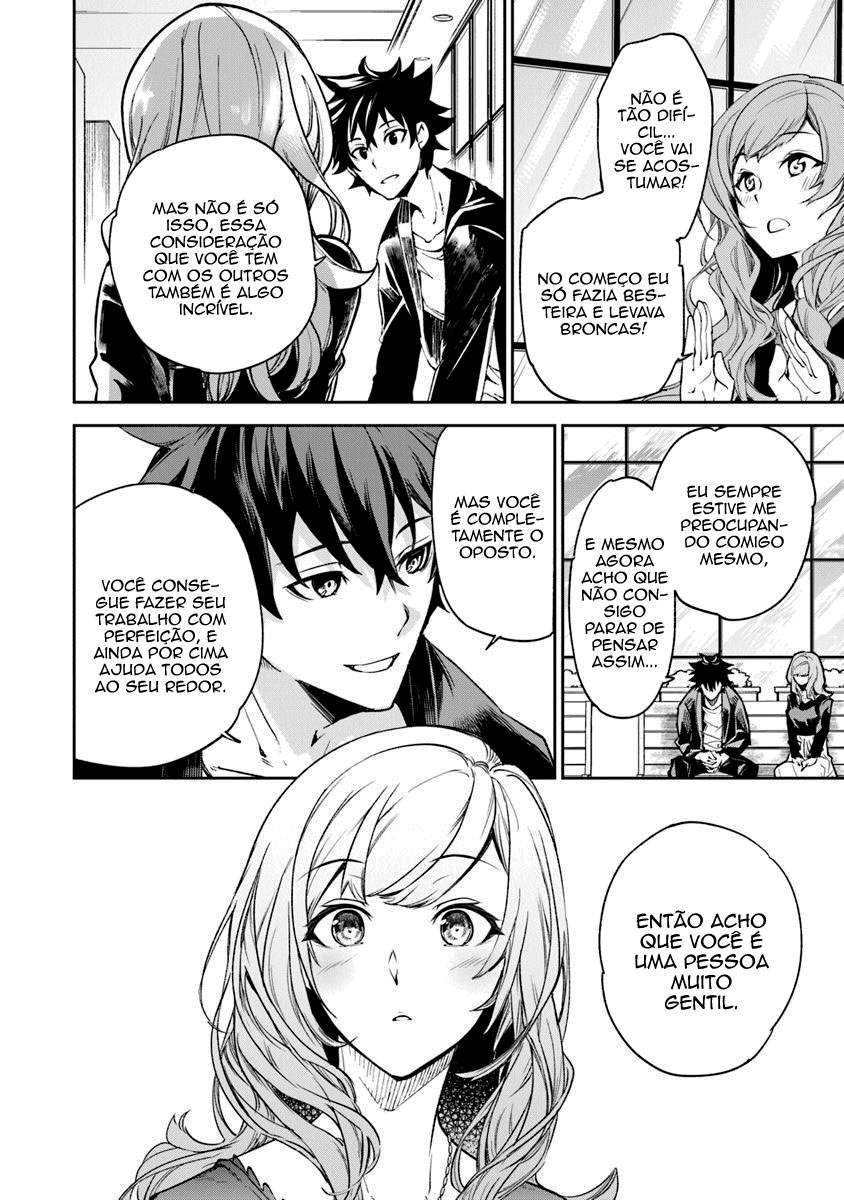 NÃO É
TÃO DIFÍ-
CIL...
VOCÊ VAI
SE ACOS-
TUMAR!
NO COMEÇO EU
SÓ FAZIA BES-
TEIRA E LEVAVA
BRONCAS!
MAS NÃO É SÓ
ISSO, ESSA
CONSIDERAÇÃO
QUE VOCÊ TEM
COM OS OUTROS
TAMBÉM É ALGO
INCRÍVEL.
EU SEMPRE
ESTIVE ME
PREOCUPAN-
DO COMIGO
MESMO,
E MESMO
AGORA ACHO QUE
NÃO CON-
SIGO
PARAR DE
PENSAR
ASSIM...
MAS VOCÊ
É COMPLE-
TAMENTE O
OPOSTO.
VOCÊ CONSE-
GUE FAZER SEU
TRABALHO COM
PERFEIÇÃO, E
AINDA POR CIMA
AJUDA TODOS
AO SEU REDOR.
ENTÃO ACHO
QUE VOCÊ É
UMA PESSOA
MUITO
GENTIL.